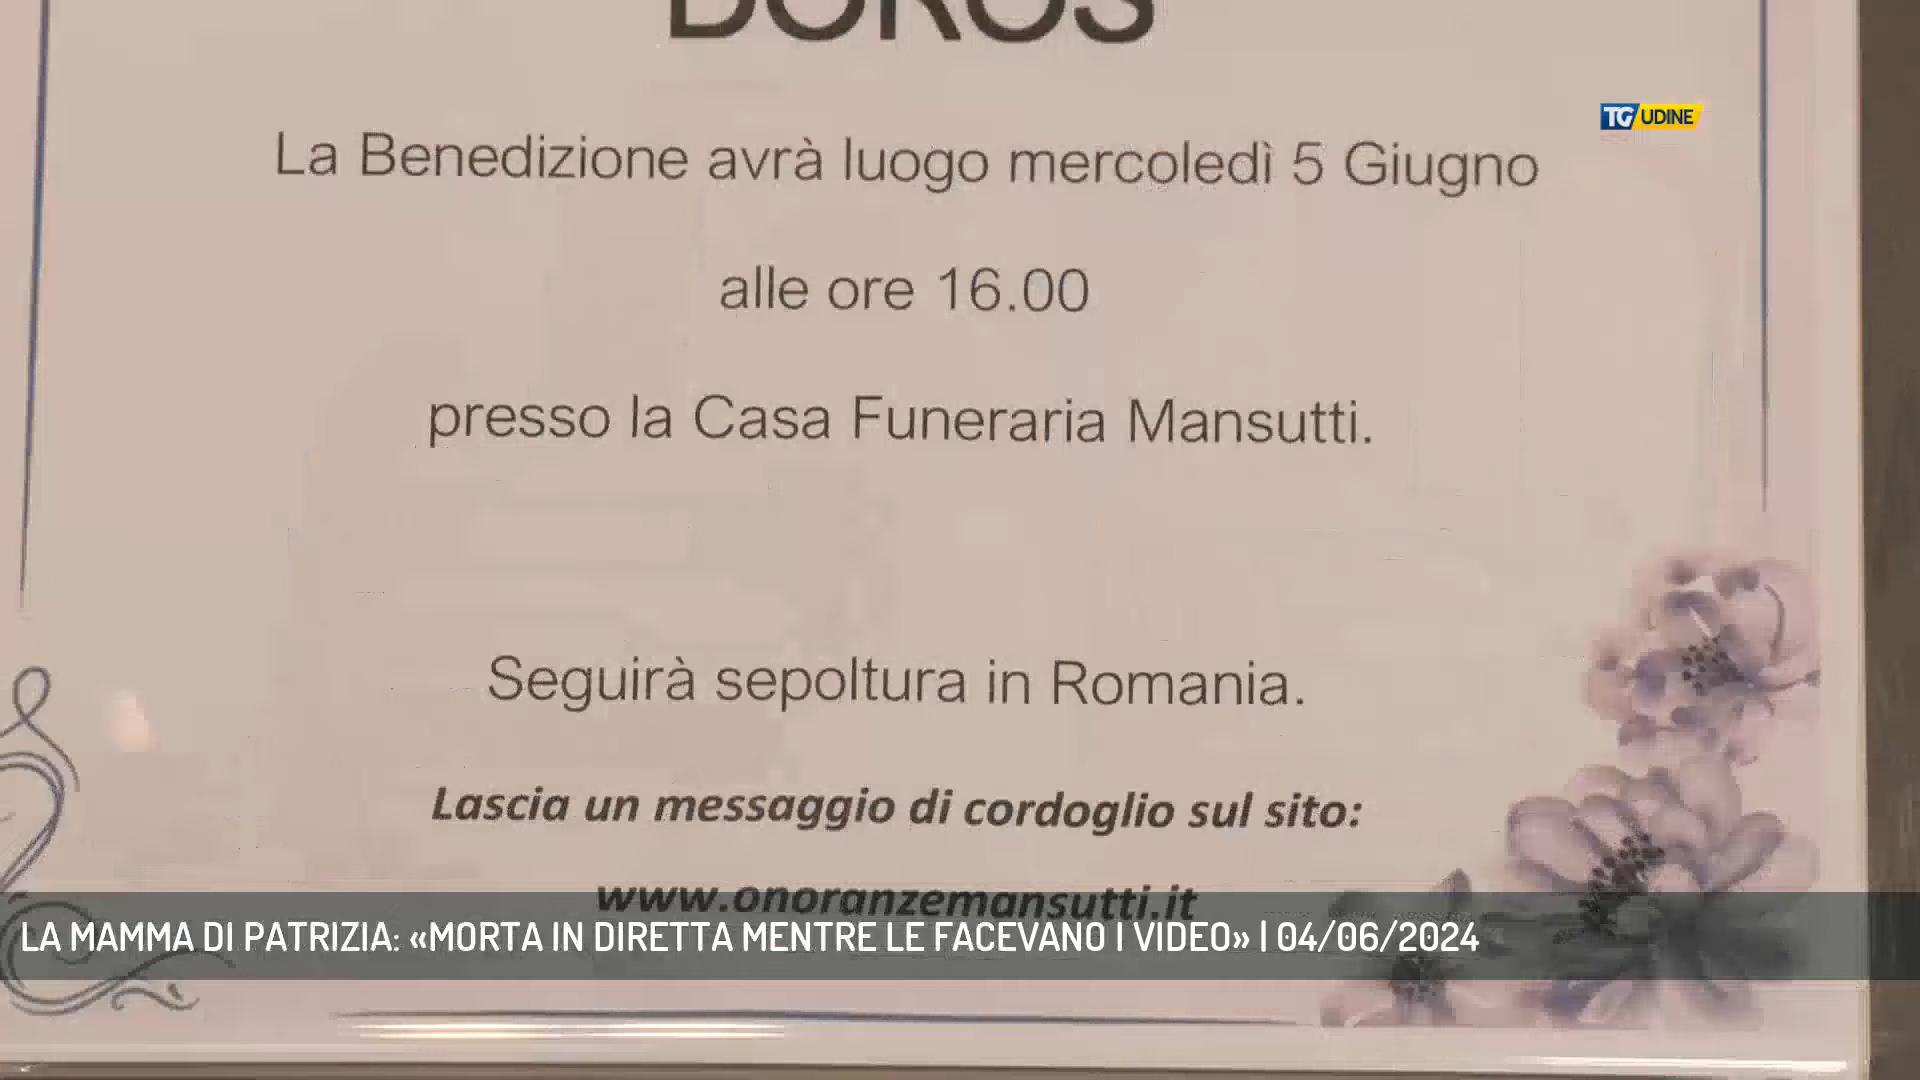 DOROS
TG UDINE
La Benedizione avrà luogo mercoledì 5 Giugno
alle ore 16.00
presso la Casa Funeraria Mansutti.
Seguirà sepoltura in Romania.
Lascia un messaggio di cordoglio sul sito:
www.onoranzemansutti.it
LA MAMMA DI PATRIZIA: «MORTA IN DIRETTA MENTRE LE FACEVANO I VIDEO» | 04/06/2024